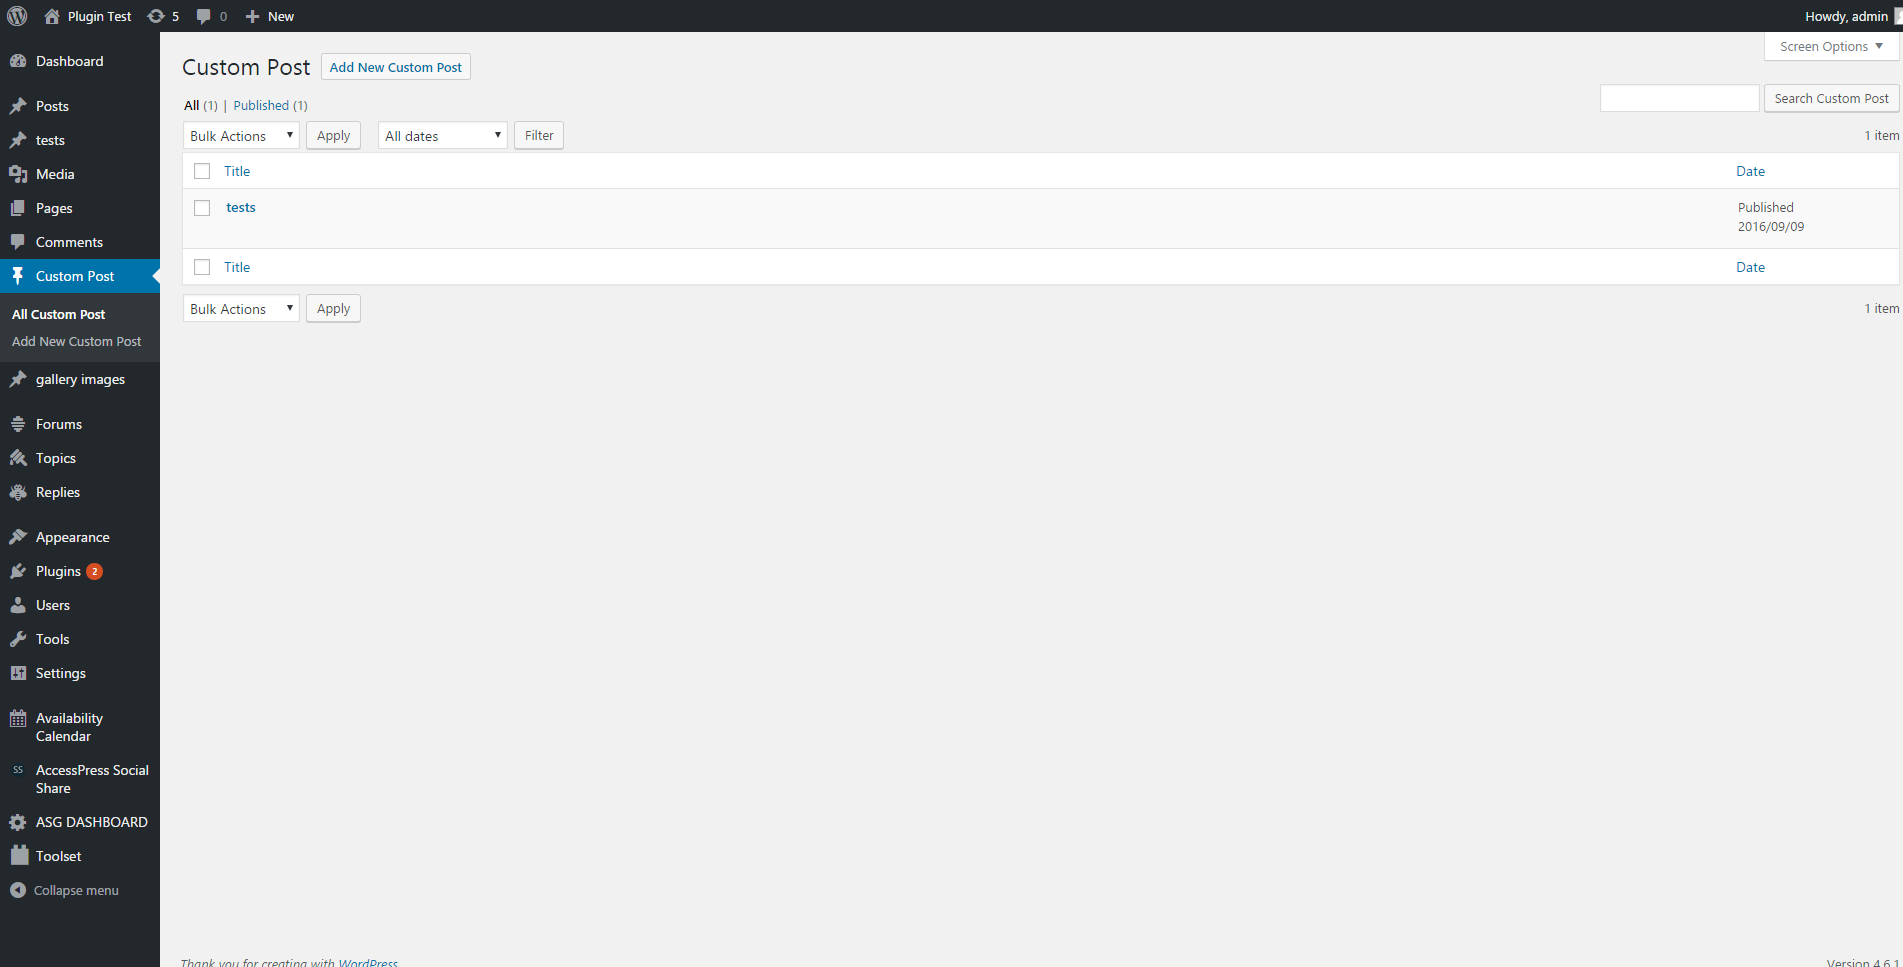 Plugin Test 5 0 New Howdy, admin
Dashboard
Posts
tests
Media
Pages
Comments
Custom Post
All Custom Post
Add New Custom Post
gallery images
Forums
Topics
Replies
Appearance
Plugins 2
Users
Tools
Settings
Availability
Calendar
SS AccessPress Social
Share
ASG DASHBOARD
Toolset
Collapse menu
Screen Options
Custom Post Add New Custom Post
All (1) | Published (1)
Search Custom Post
Bulk Actions Apply All dates Filter 1 item
Title Date
tests Published
2016/09/09
Title Date
Bulk Actions Apply 1 item
Thank you for creating with WordPress Version 4.6.1